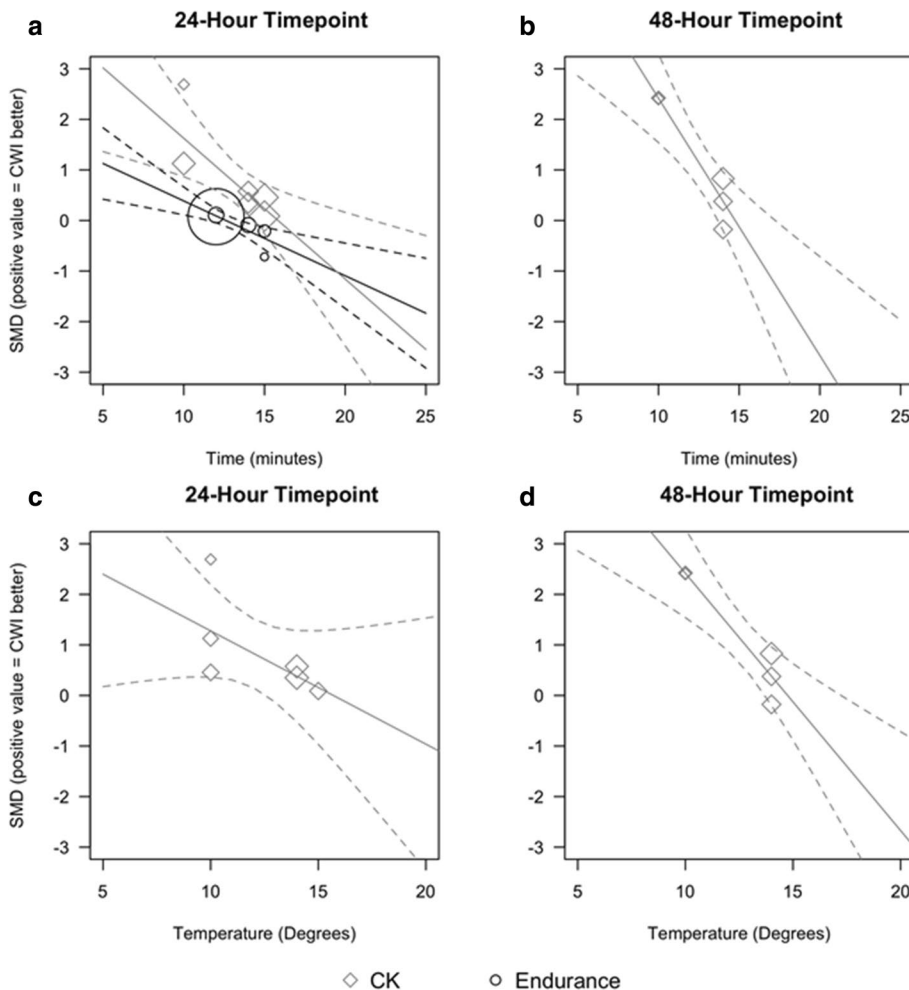 a
24-Hour Timepoint
b
48-Hour Timepoint
SMD (positive value = CWI better)
3
2
1
0
-1
-2
-3
5 10 15 20 25
Time (minutes)
3
2
1
0
-1
-2
-3
5 10 15 20 25
Time (minutes)
c
24-Hour Timepoint
d
48-Hour Timepoint
SMD (positive value = CWI better)
3
2
1
0
-1
-2
-3
5 10 15 20
Temperature (Degrees)
3
2
1
0
-1
-2
-3
5 10 15 20
Temperature (Degrees)
CK Endurance